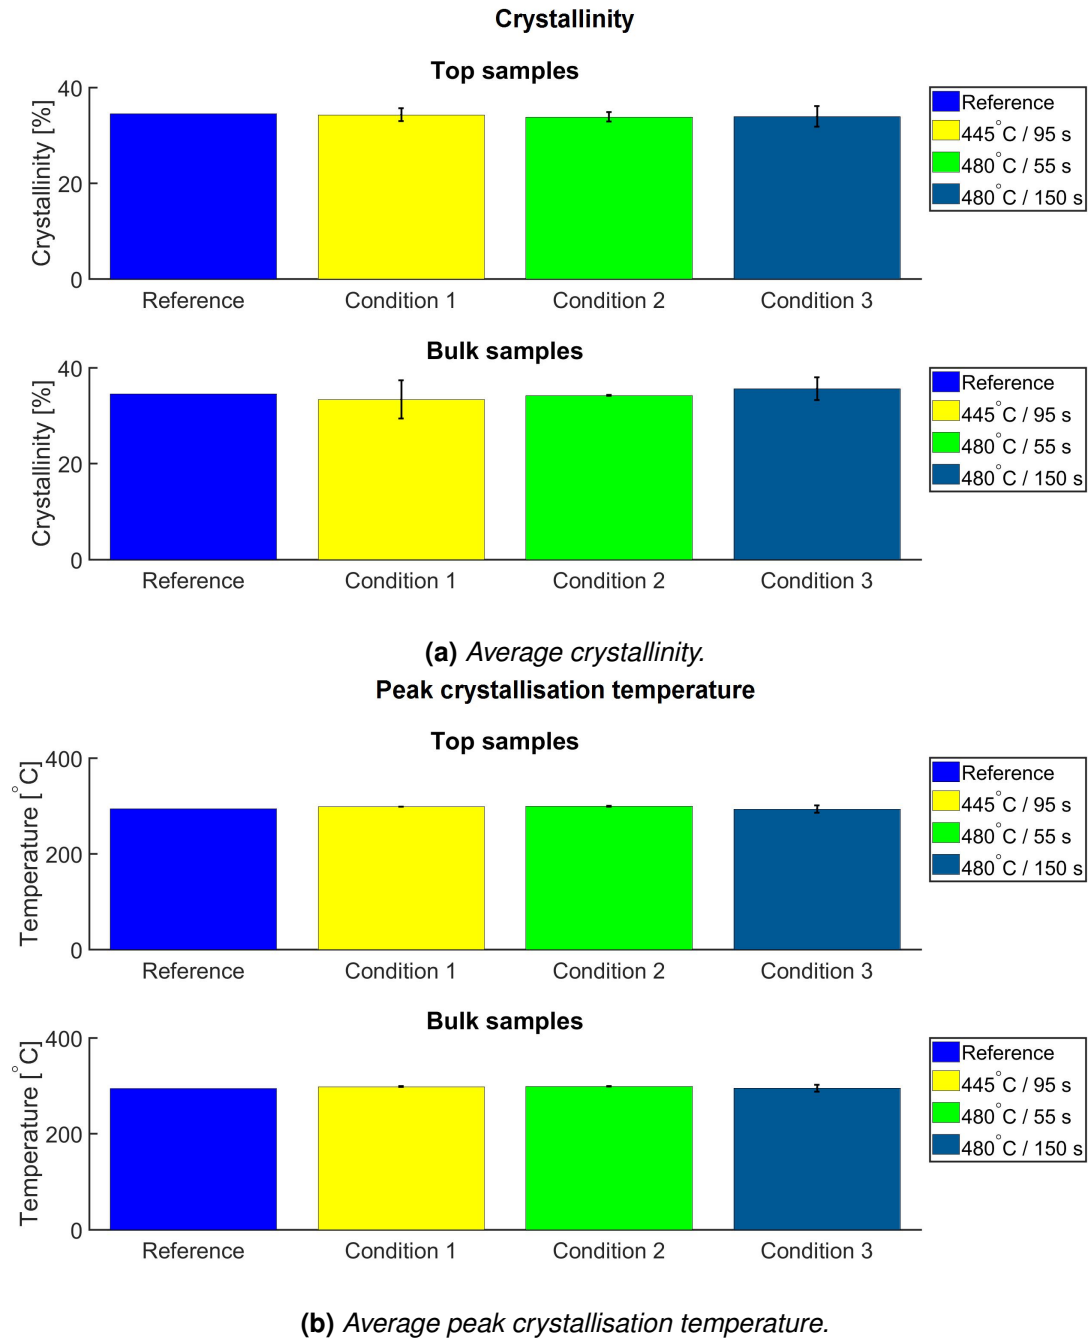 Crystallinity
Top samples
Crystallinity [%]
40
20
0
Reference
Condition 1
Condition 2
Condition 3
Reference
445°C / 95 s
480°C / 55 s
480°C / 150 s
Bulk samples
Crystallinity [%]
40
20
0
Reference
Condition 1
Condition 2
Condition 3
Reference
445°C / 95 s
480°C / 55 s
480°C / 150 s
(a) Average crystallinity.
Peak crystallisation temperature
Top samples
Temperature [°C]
400
200
0
Reference
Condition 1
Condition 2
Condition 3
Reference
445°C / 95 s
480°C / 55 s
480°C / 150 s
Bulk samples
Temperature [°C]
400
200
0
Reference
Condition 1
Condition 2
Condition 3
Reference
445°C / 95 s
480°C / 55 s
480°C / 150 s
(b) Average peak crystallisation temperature.